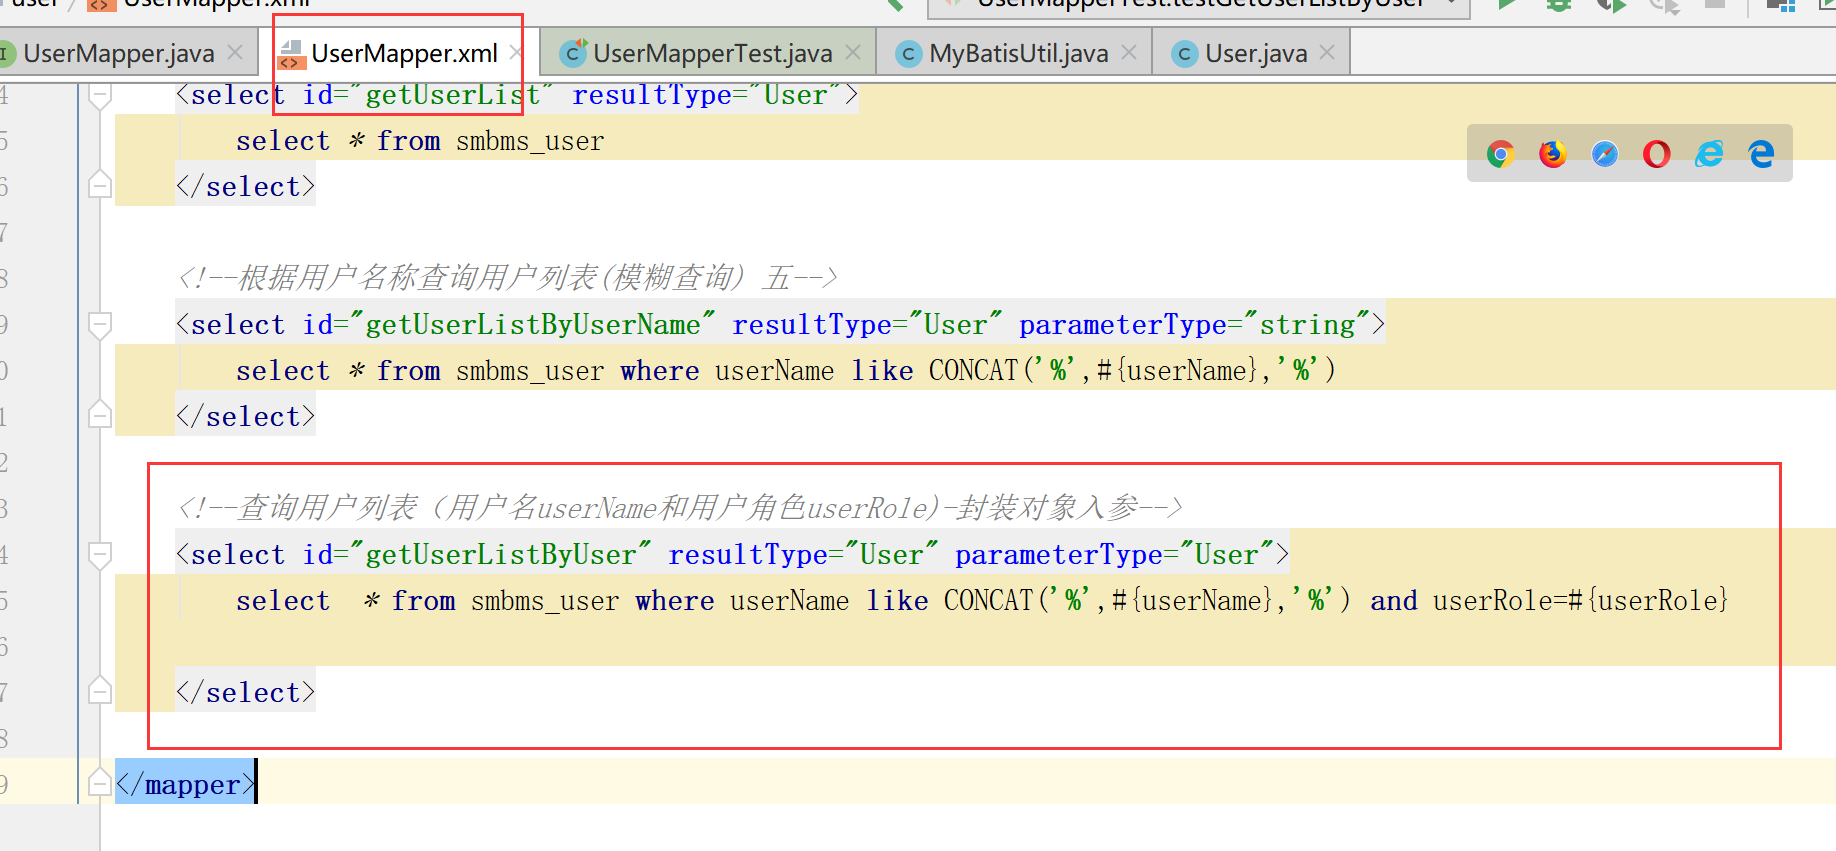 user / UserMapper.xml UserMapperTest.testGetUserListByUser
I UserMapper.java UserMapper.xml C UserMapperTest.java C MyBatisUtil.java C User.java
4 <select id="getUserList" resultType="User">
5 select * from smbms_user
6 </select>
7
8 <!--根据用户名称查询用户列表(模糊查询) 五-->
9 <select id="getUserListByUserName" resultType="User" parameterType="string">
0 select * from smbms_user where userName like CONCAT('%',#{userName},'%')
1 </select>
2
3 <!--查询用户列表（用户名userName和用户角色userRole)-封装对象入参-->
4 <select id="getUserListByUser" resultType="User" parameterType="User">
5 select * from smbms_user where userName like CONCAT('%',#{userName},'%') and userRole=#{userRole}
6
7 </select>
8
9 </mapper>